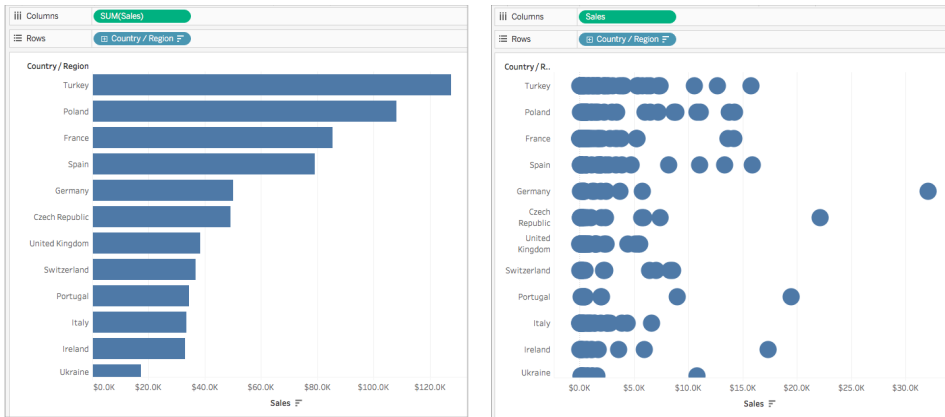 Columns SUM(Sales)
Rows Country / Region
Country / Region
Turkey
Poland
France
Spain
Germany
Czech Republic
United Kingdom
Switzerland
Portugal
Italy
Ireland
Ukraine
$0.0K $20.0K $40.0K $60.0K $80.0K $100.0K $120.0K
Sales
Columns Sales
Rows Country / Region
Country / R..
Turkey
Poland
France
Spain
Germany
Czech
Republic
United
Kingdom
Switzerland
Portugal
Italy
Ireland
Ukraine
$0.0K $5.0K $10.0K $15.0K $20.0K $25.0K $30.0K
Sales